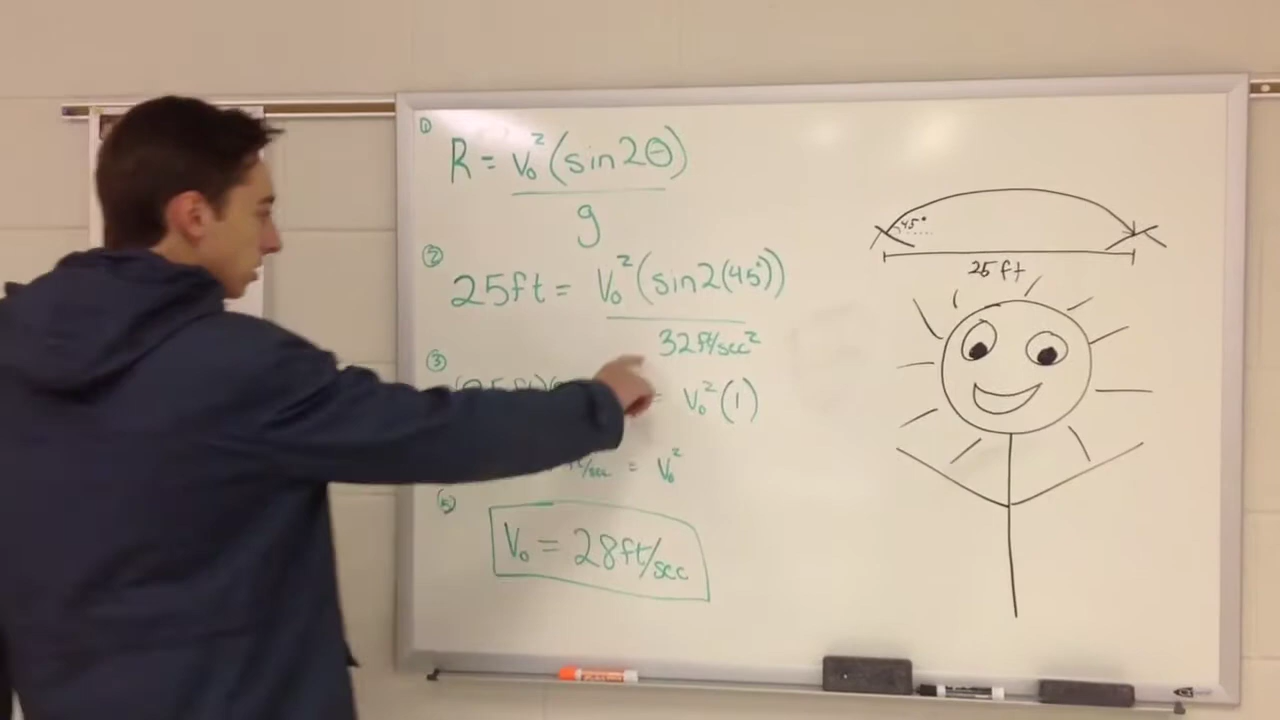 ①
R = V₀²(sin2θ)
g
②
25ft = V₀²(sin2(45°))
32ft/sec²
③
= V₀²(1)
ft/sec = V₀²
⑤
V₀ = 28ft/sec
45°
25 ft